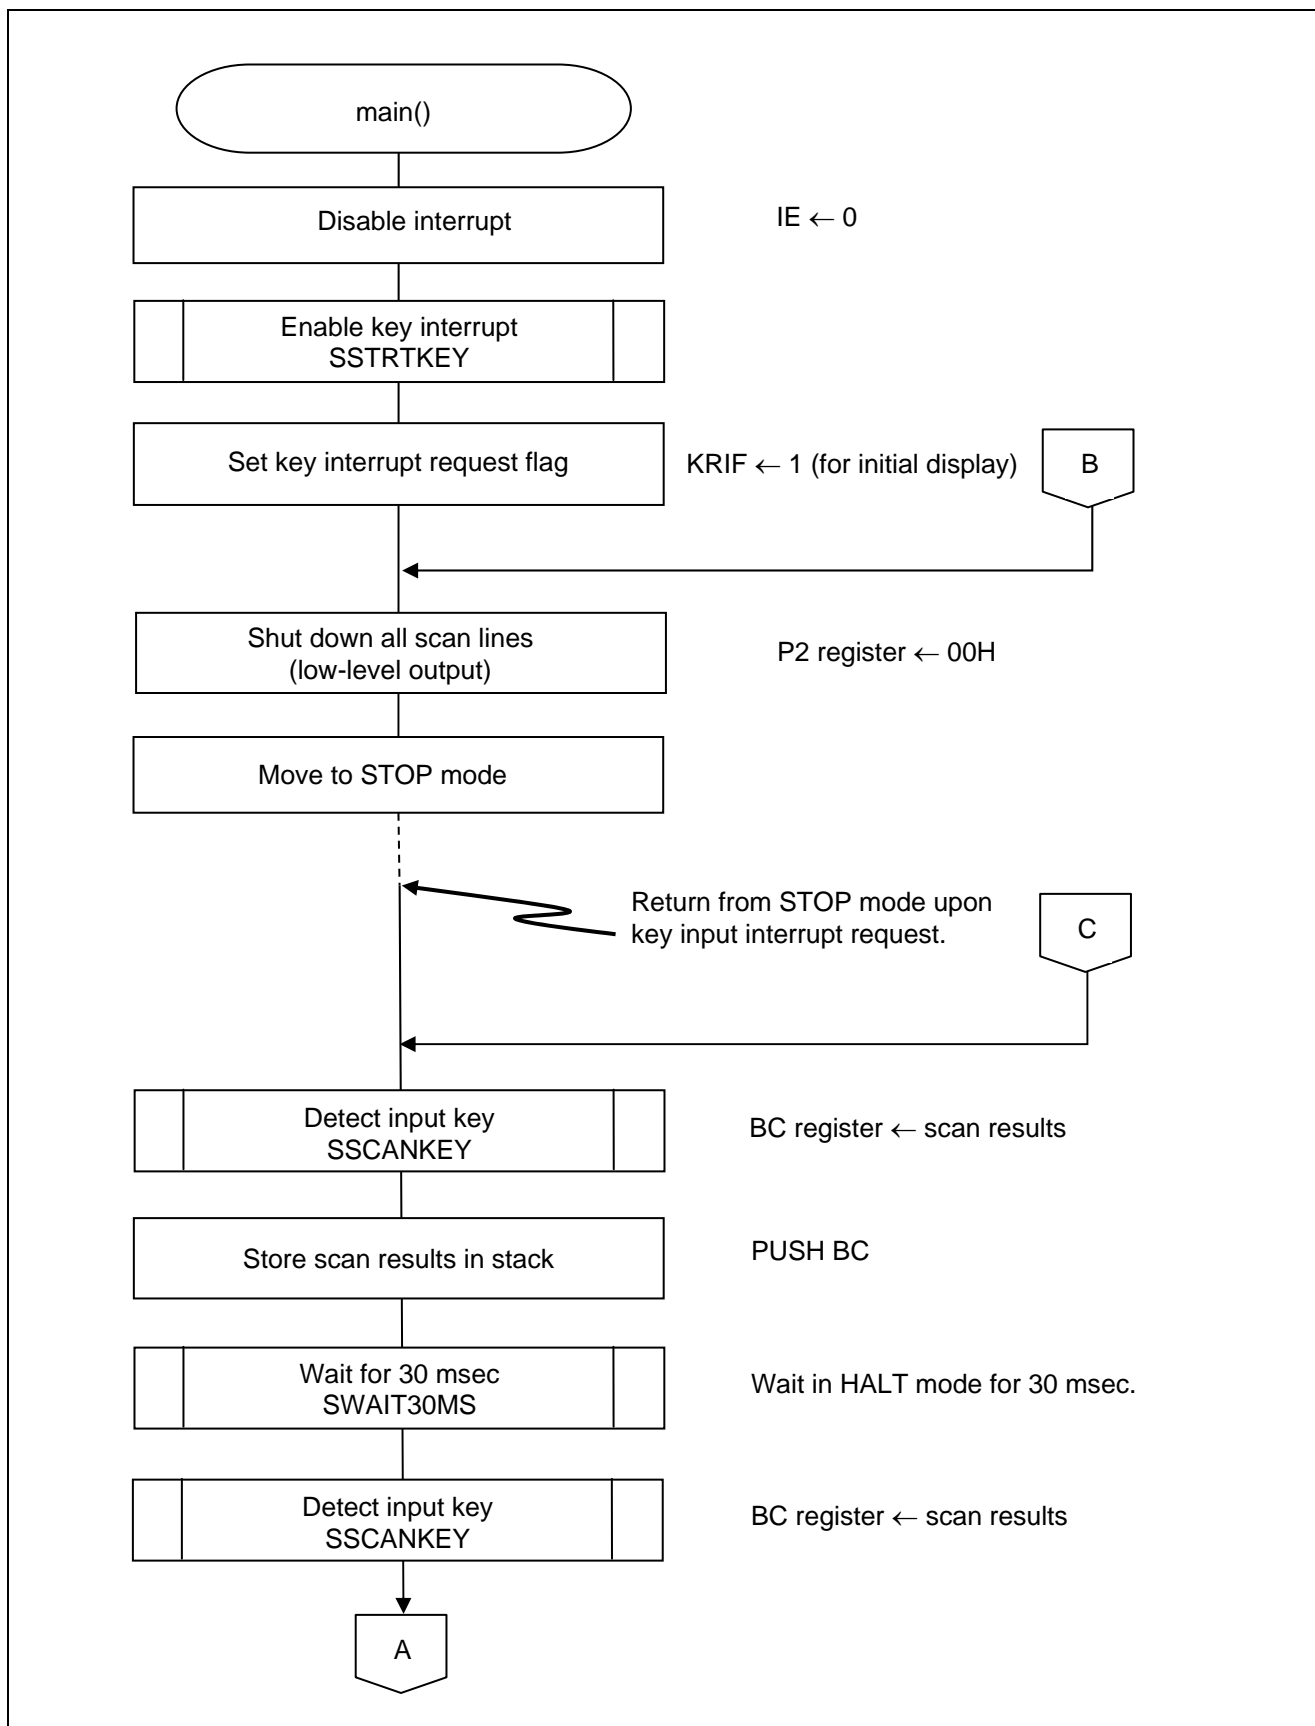 main()
Disable interrupt
IE ← 0
Enable key interrupt
SSTRTKEY
Set key interrupt request flag
KRIF ← 1 (for initial display)
B
Shut down all scan lines
(low-level output)
P2 register ← 00H
Move to STOP mode
Return from STOP mode upon
key input interrupt request.
C
Detect input key
SSCANKEY
BC register ← scan results
Store scan results in stack
PUSH BC
Wait for 30 msec
SWAIT30MS
Wait in HALT mode for 30 msec.
Detect input key
SSCANKEY
BC register ← scan results
A